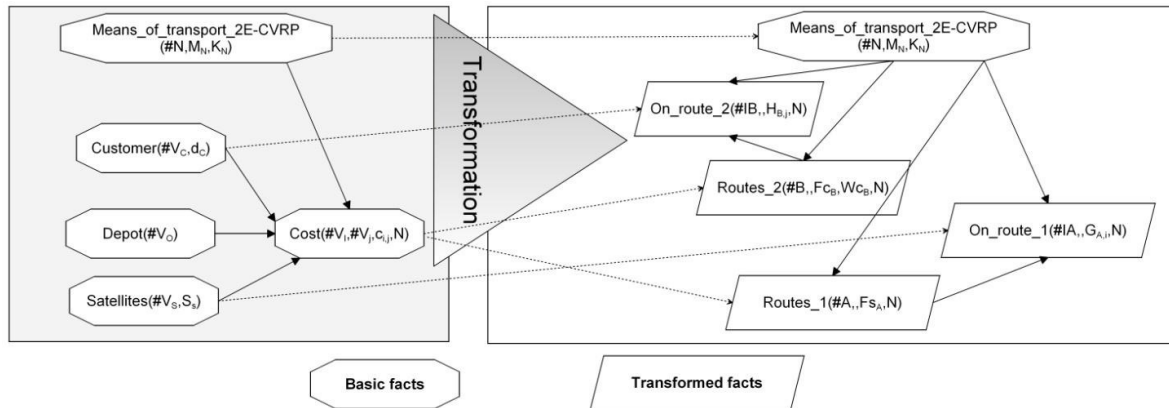 Means_of_transport_2E-CVRP
(#N,M_N,K_N)
Customer(#V_C,d_C)
Depot(#V_O)
Cost(#V_i,#V_j,c_i,j,N)
Satellites(#V_S,S_s)
Transformation
Means_of_transport_2E-CVRP
(#N,M_N,K_N)
On_route_2(#IB,,H_B,j,N)
Routes_2(#B,,Fc_B,Wc_B,N)
On_route_1(#IA,,G_A,i,N)
Routes_1(#A,,Fs_A,N)
Basic facts
Transformed facts